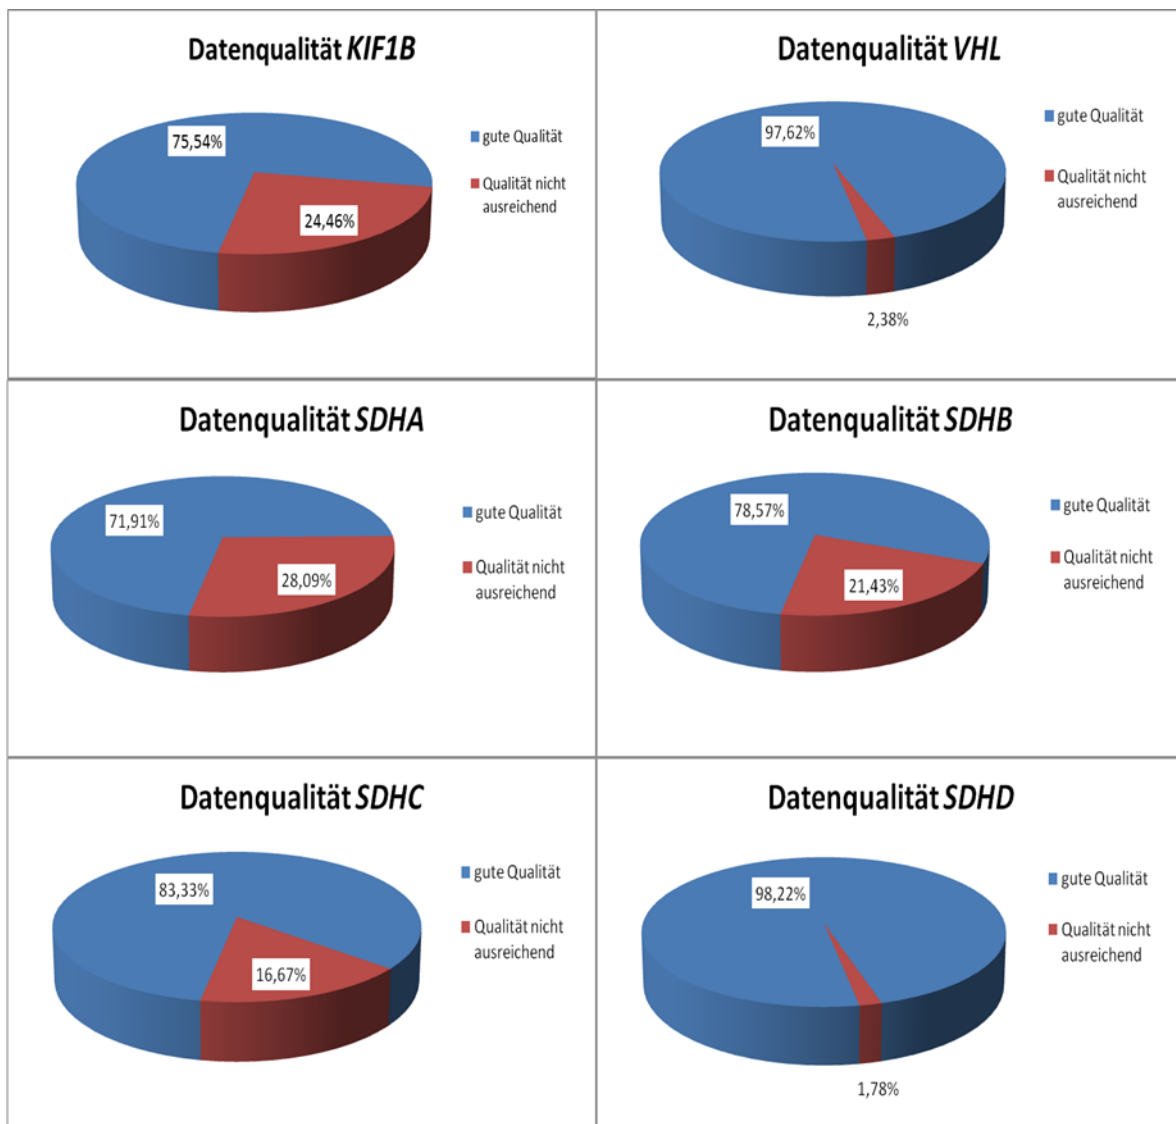 Datenqualität KIF1B
75,54%
24,46%
gute Qualität
Qualität nicht
ausreichend
Datenqualität VHL
97,62%
2,38%
gute Qualität
Qualität nicht
ausreichend
Datenqualität SDHA
71,91%
28,09%
gute Qualität
Qualität nicht
ausreichend
Datenqualität SDHB
78,57%
21,43%
gute Qualität
Qualität nicht
ausreichend
Datenqualität SDHC
83,33%
16,67%
gute Qualität
Qualität nicht
ausreichend
Datenqualität SDHD
98,22%
1,78%
gute Qualität
Qualität nicht
ausreichend